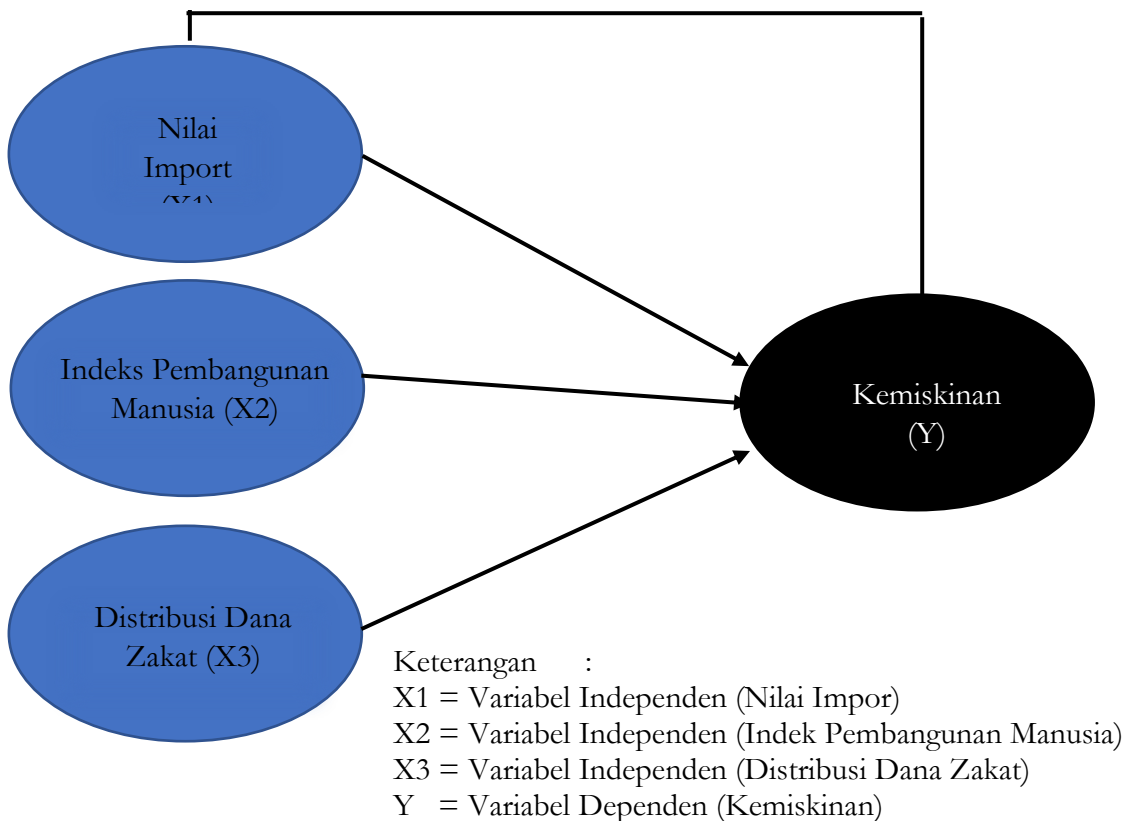 Nilai
Import
(X1)
Indeks Pembangunan
Manusia (X2)
Distribusi Dana
Zakat (X3)
Kemiskinan
(Y)
Keterangan :
X1 = Variabel Independen (Nilai Impor)
X2 = Variabel Independen (Indek Pembangunan Manusia)
X3 = Variabel Independen (Distribusi Dana Zakat)
Y = Variabel Dependen (Kemiskinan)